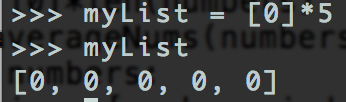 >>> myList = [0]*5
>>> myList
[0, 0, 0, 0, 0]